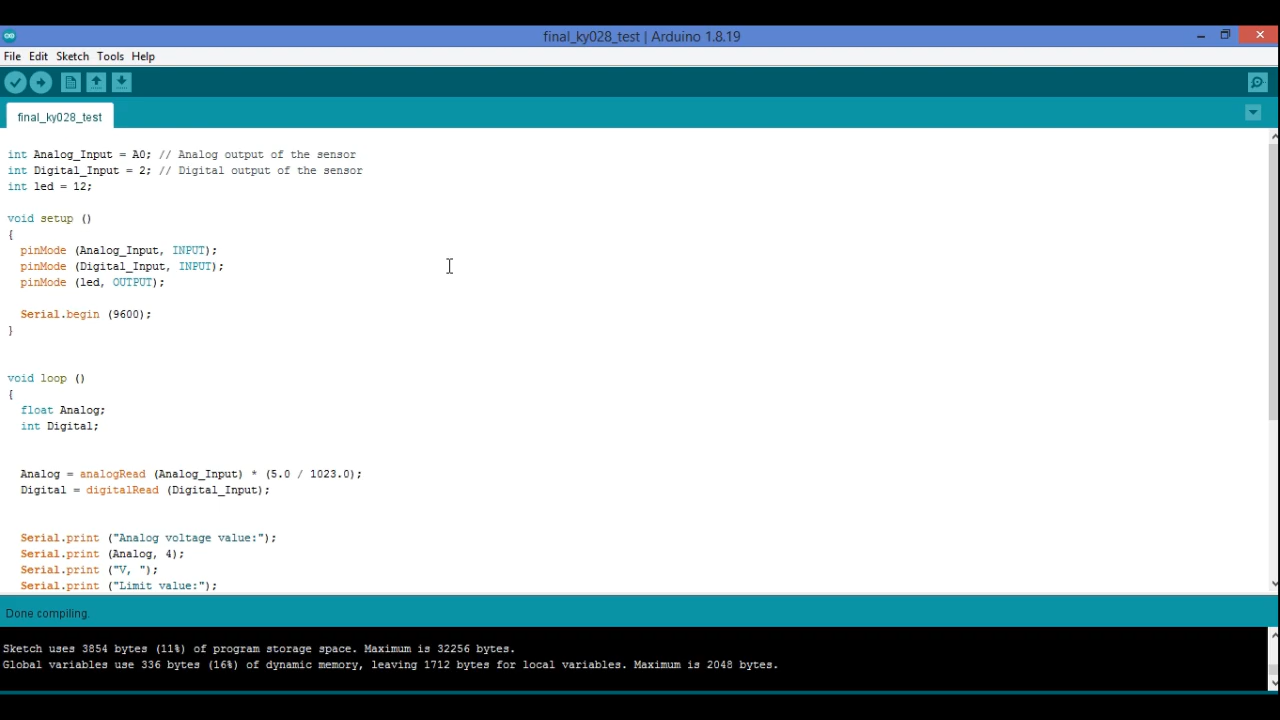 final_ky028_test | Arduino 1.8.19
File Edit Sketch Tools Help
final_ky028_test
int Analog_Input = A0; // Analog output of the sensor
int Digital_Input = 2; // Digital output of the sensor
int led = 12;
void setup ()
{
pinMode (Analog_Input, INPUT);
pinMode (Digital_Input, INPUT);
pinMode (led, OUTPUT);
Serial.begin (9600);
}
void loop ()
{
float Analog;
int Digital;
Analog = analogRead (Analog_Input) * (5.0 / 1023.0);
Digital = digitalRead (Digital_Input);
Serial.print ("Analog voltage value:");
Serial.print (Analog, 4);
Serial.print ("V, ");
Serial.print ("Limit value:");
Done compiling.
Sketch uses 3854 bytes (11%) of program storage space. Maximum is 32256 bytes.
Global variables use 336 bytes (16%) of dynamic memory, leaving 1712 bytes for local variables. Maximum is 2048 bytes.